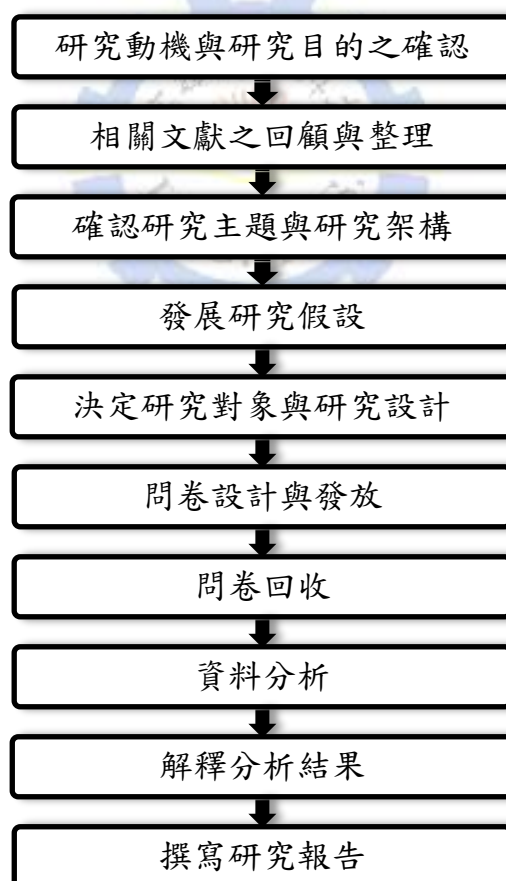 研究動機與研究目的之確認
相關文獻之回顧與整理
確認研究主題與研究架構
發展研究假設
決定研究對象與研究設計
問卷設計與發放
問卷回收
資料分析
解釋分析結果
撰寫研究報告